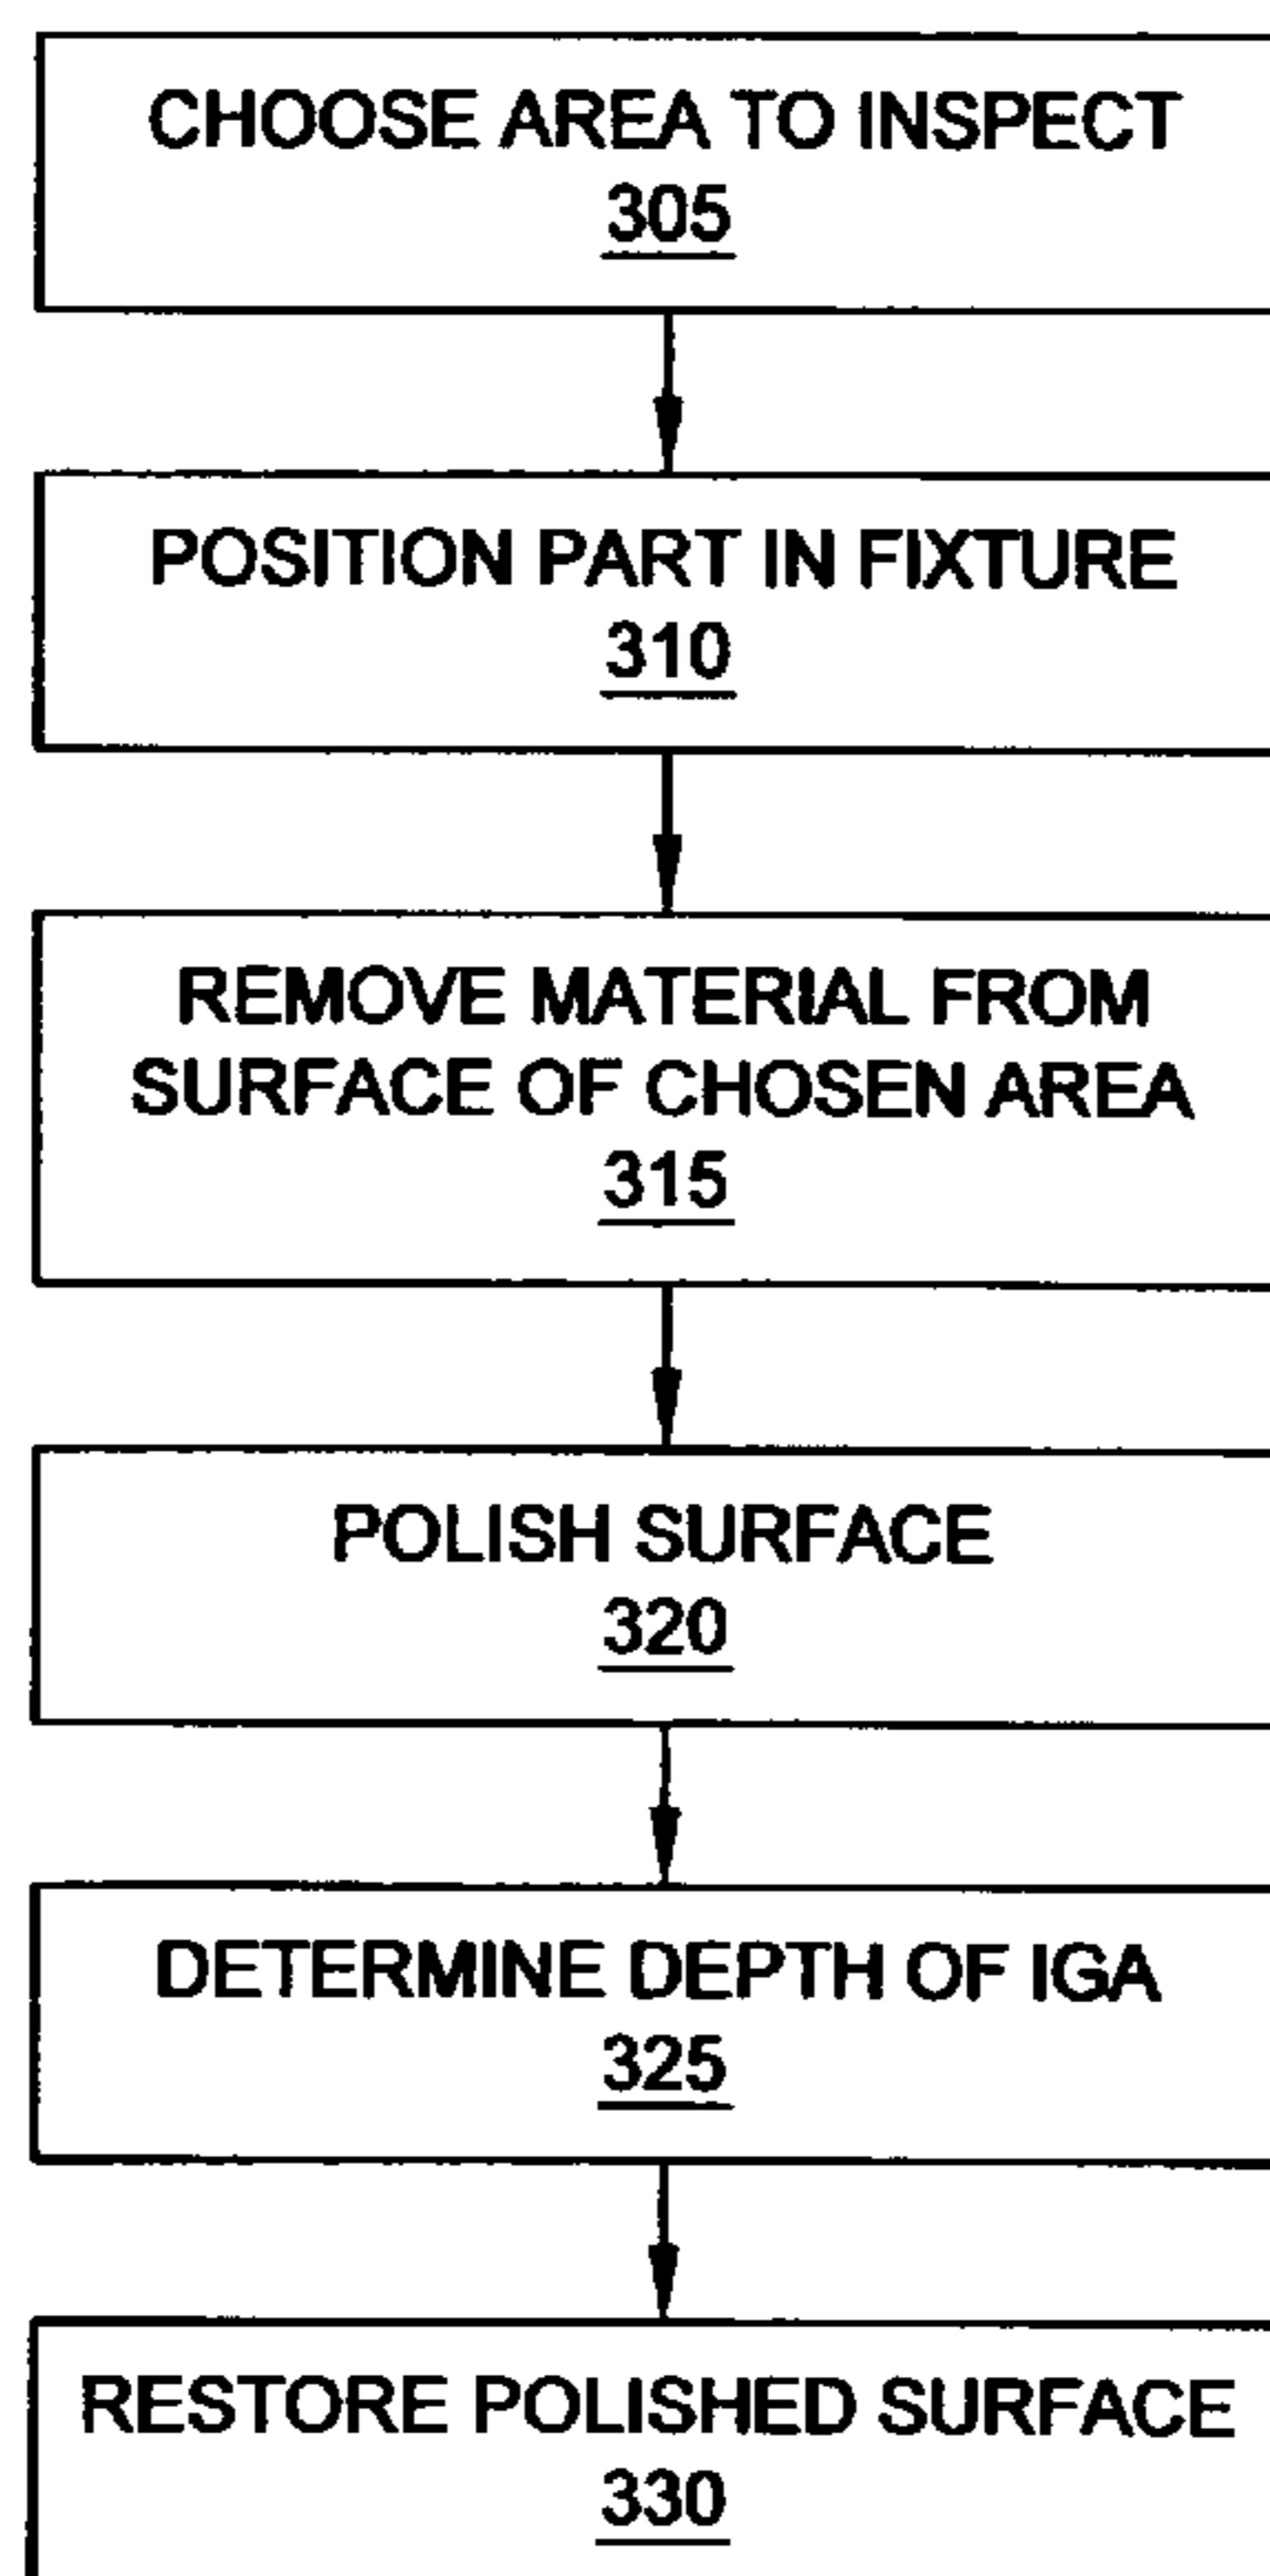 CHOOSE AREA TO INSPECT
305
POSITION PART IN FIXTURE
310
REMOVE MATERIAL FROM
SURFACE OF CHOSEN AREA
315
POLISH SURFACE
320
DETERMINE DEPTH OF IGA
325
RESTORE POLISHED SURFACE
330